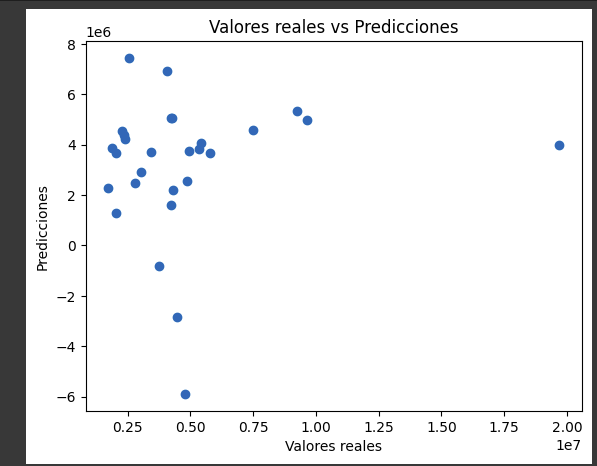 Valores reales vs Predicciones
1e6
8
6
4
2
0
−2
−4
−6
Predicciones
0.25 0.50 0.75 1.00 1.25 1.50 1.75 2.00
1e7
Valores reales